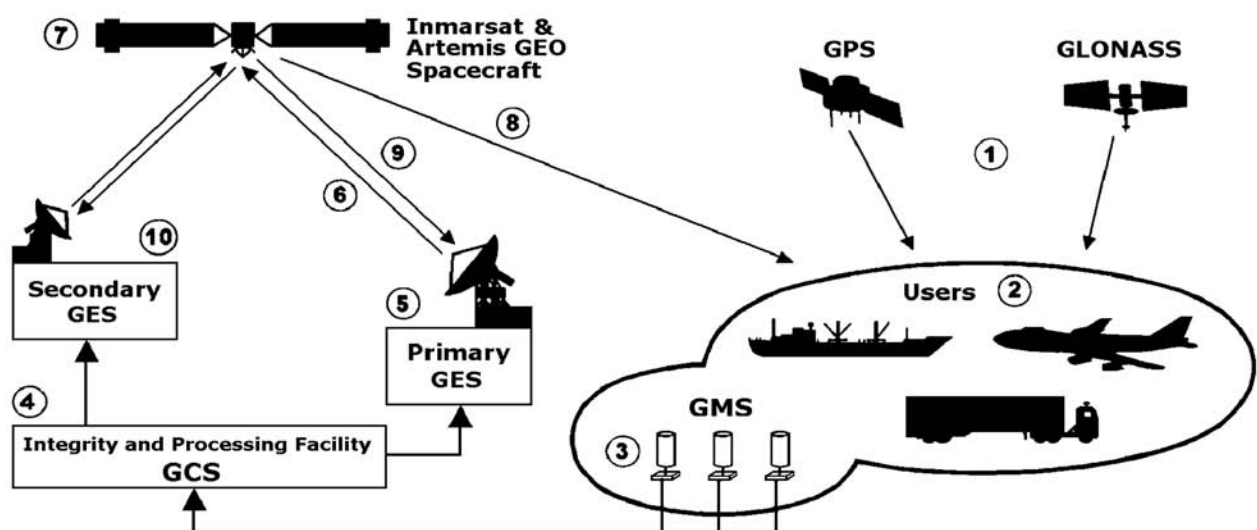 7
Inmarsat &
Artemis GEO
Spacecraft
GPS
GLONASS
8
1
9
6
10
Secondary
GES
5
Primary
GES
Users 2
4
Integrity and Processing Facility
GCS
GMS
3